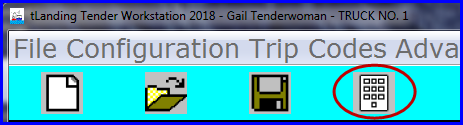 tLanding Tender Workstation 2018 - Gail Tenderwoman - TRUCK NO. 1
File Configuration Trip Codes Adva